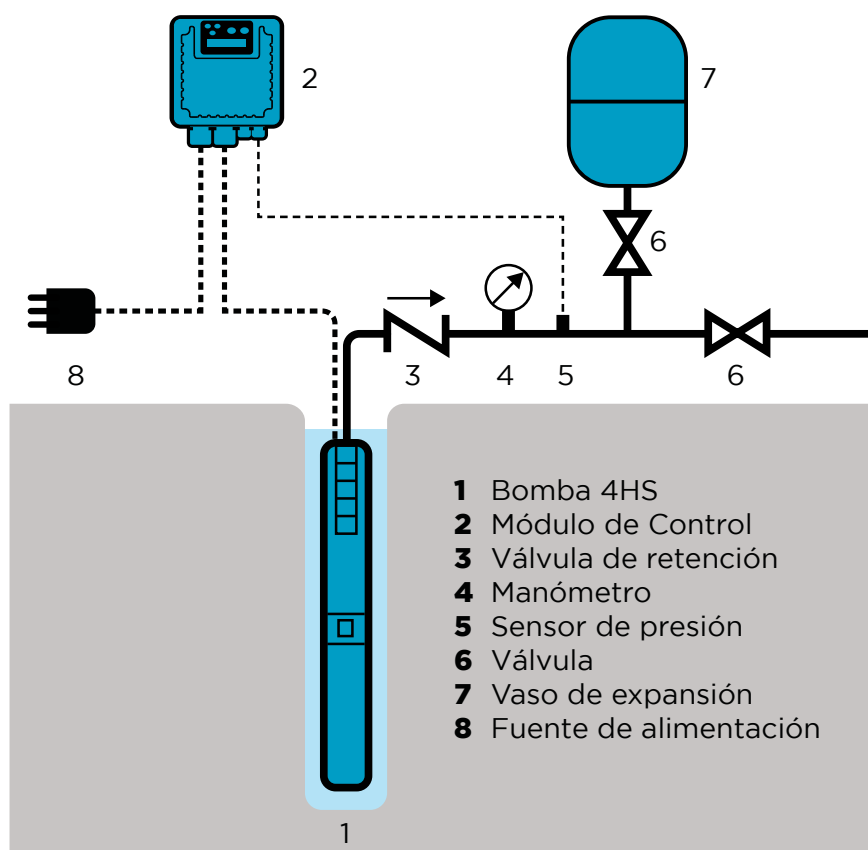 2
7
6
8
3
4
5
6
1 Bomba 4HS
2 Módulo de Control
3 Válvula de retención
4 Manómetro
5 Sensor de presión
6 Válvula
7 Vaso de expansión
8 Fuente de alimentación
1